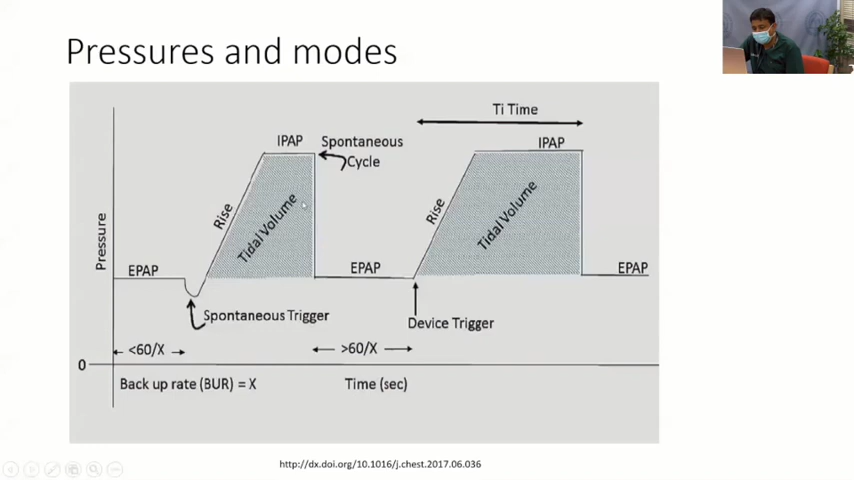 Pressures and modes
Ti Time
IPAP
Spontaneous
Cycle
IPAP
Rise
Tidal Volume
Rise
Tidal Volume
Pressure
EPAP
EPAP
EPAP
Spontaneous Trigger
Device Trigger
<60/X
>60/X
0
Back up rate (BUR) = X
Time (sec)
http://dx.doi.org/10.1016/j.chest.2017.06.036